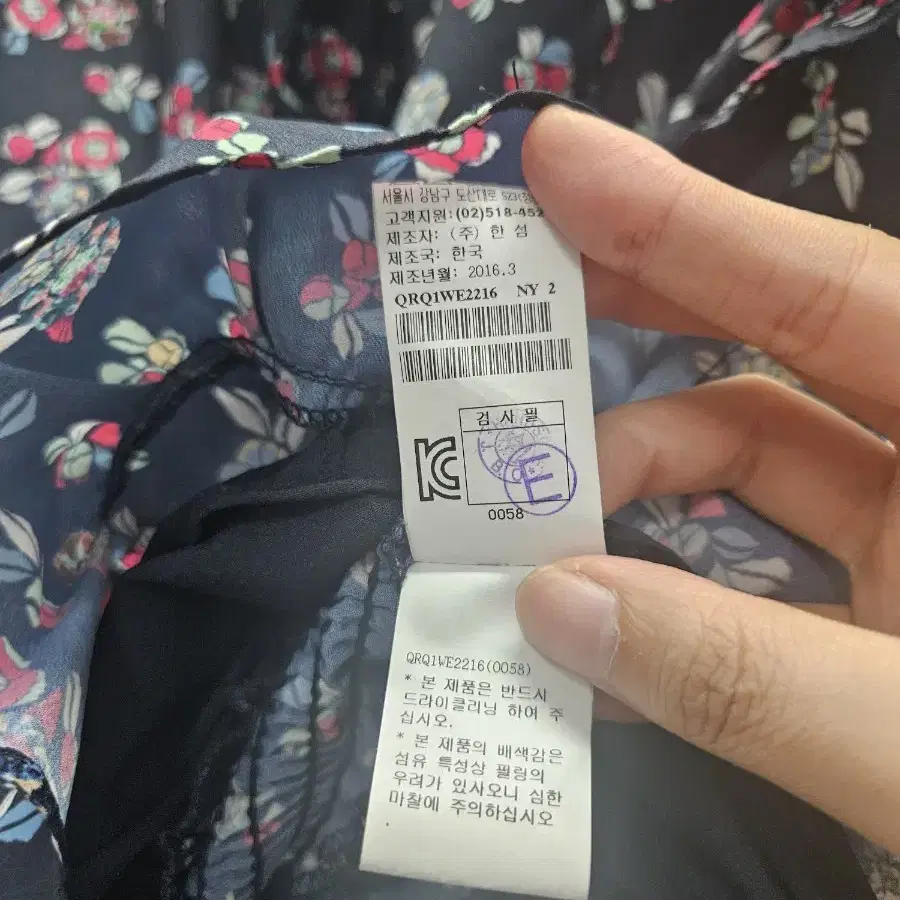 서울시 강남구 도산대로 523(청
고객지원:(02)518-452
제조자: (주) 한 섬
제조국: 한국
제조년월: 2016.3
QRQ1WE2216 NY 2
검 사 필
E
0058
QRQ1WE2216(0058)
* 본 제품은 반드시
드라이클리닝 하여 주
십시오.
* 본 제품의 배색감은
섬유 특성상 필링의
우려가 있사오니 심한
마찰에 주의하십시오